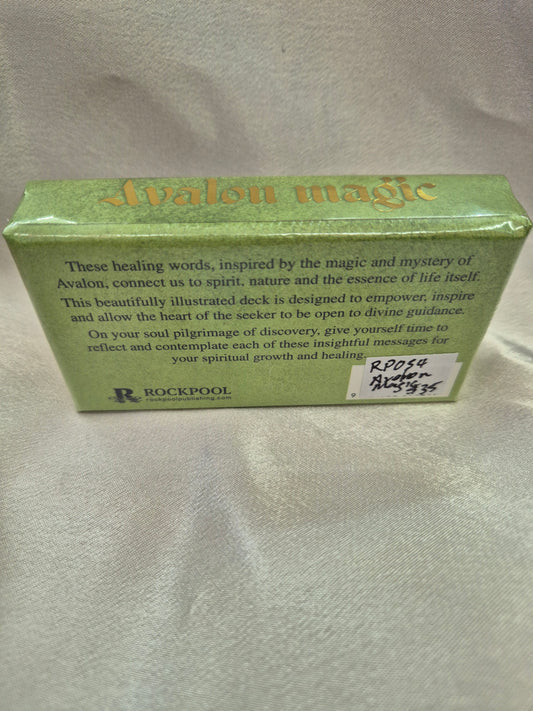 Avalon magic
These healing words, inspired by the magic and mystery of
Avalon, connect us to spirit, nature and the essence of life itself.
This beautifully illustrated deck is designed to empower, inspire
and allow the heart of the seeker to be open to divine guidance.
On your soul pilgrimage of discovery, give yourself time to
reflect and contemplate each of these insightful messages for
your spiritual growth and healing.
R ROCKPOOL
rockpoolpublishing.com
RP054
Avalon
Magic
$35
9